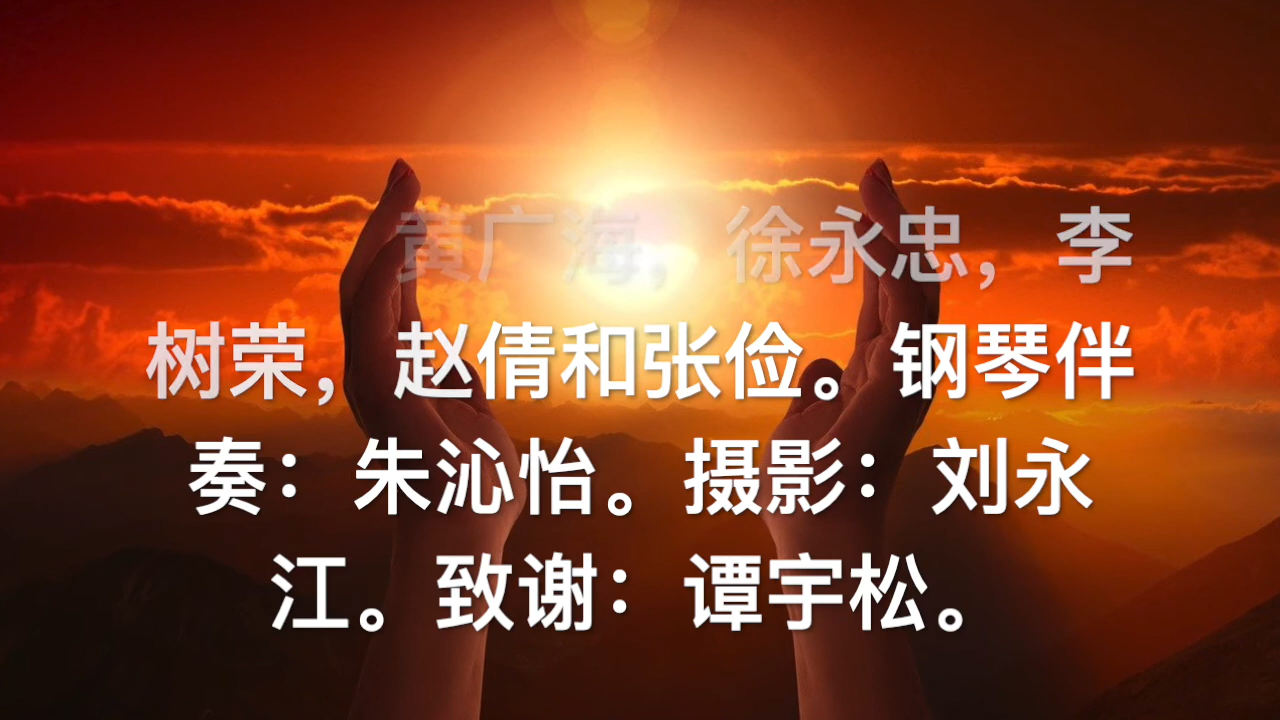 黄广海，徐永忠，李
树荣，赵倩和张俭。钢琴伴
奏：朱沁怡。摄影：刘永
江。致谢：谭宇松。